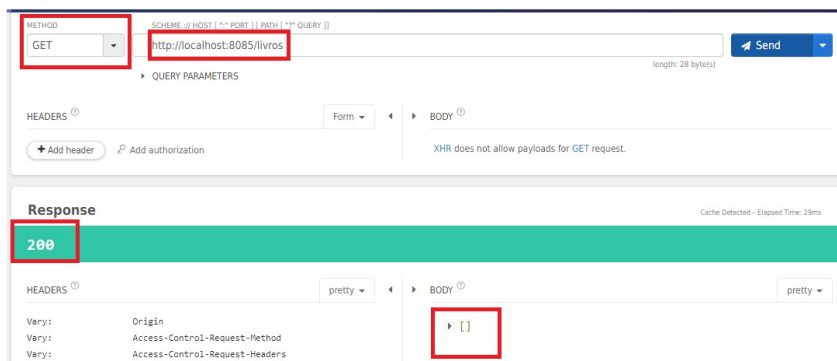 METHOD
SCHEME :// HOST [ ":" PORT ] [ PATH [ "?" QUERY ]]
GET
http://localhost:8085/livros
Send
length: 28 byte(s)
QUERY PARAMETERS
HEADERS
Form
BODY
+ Add header
Add authorization
XHR does not allow payloads for GET request.
Response
Cache Detected - Elapsed Time: 29ms
200
HEADERS
pretty
BODY
pretty
Vary: Origin
[]
Vary: Access-Control-Request-Method
Vary: Access-Control-Request-Headers